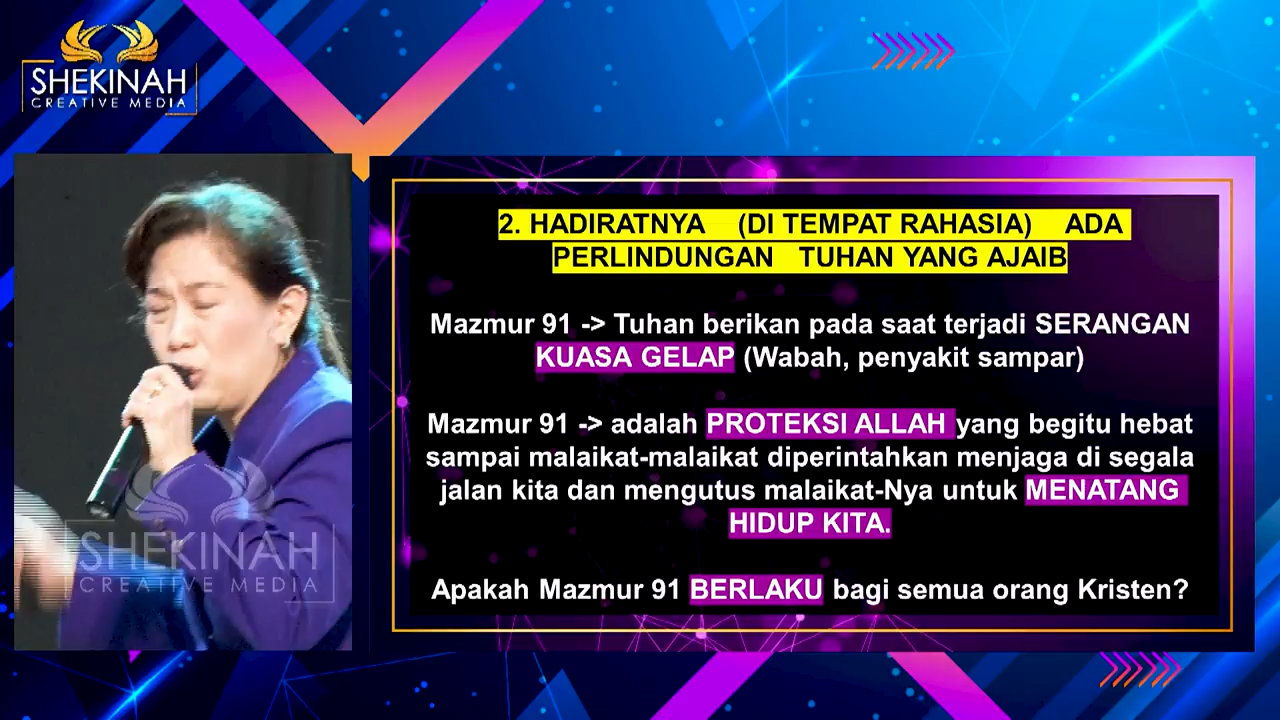 SHEKINAH
CREATIVE MEDIA
2. HADIRATNYA (DI TEMPAT RAHASIA) ADA
PERLINDUNGAN TUHAN YANG AJAIB
Mazmur 91 -> Tuhan berikan pada saat terjadi SERANGAN
KUASA GELAP (Wabah, penyakit sampar)
Mazmur 91 -> adalah PROTEKSI ALLAH yang begitu hebat
sampai malaikat-malaikat diperintahkan menjaga di segala
jalan kita dan mengutus malaikat-Nya untuk MENATANG
HIDUP KITA.
Apakah Mazmur 91 BERLAKU bagi semua orang Kristen?
SHEKINAH
CREATIVE MEDIA